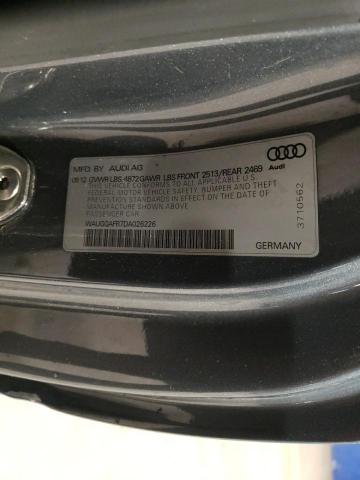 MFD. BY AUDI AG
08/12 GVWR LBS. 4872 GAWR LBS FRONT 2513/REAR 2469
THIS VEHICLE CONFORMS TO ALL APPLICABLE U.S.
FEDERAL MOTOR VEHICLE SAFETY, BUMPER AND THEFT
PREVENTION STANDARDS IN EFFECT ON THE DATE OF
MANUFACTURE SHOWN ABOVE.
PASSENGER CAR
WAUGGAFR7DA026226
Audi
3710562
GERMANY